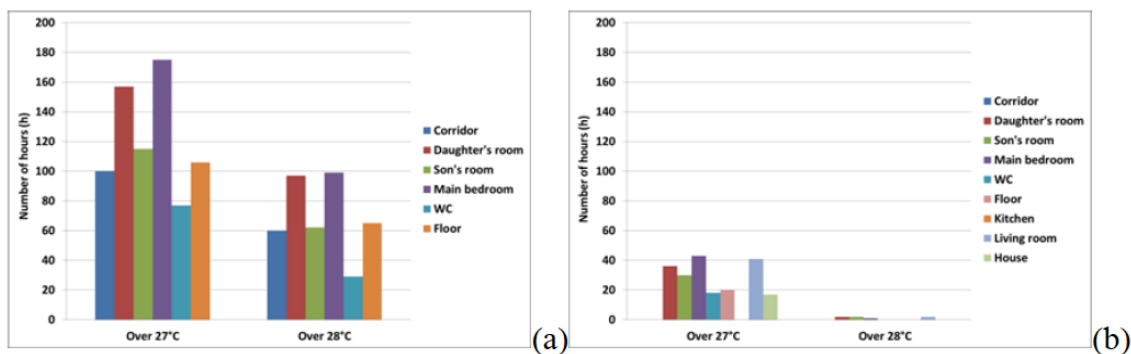 200
180
160
140
120
100
80
60
40
20
0
Number of hours (h)
Over 27°C
Over 28°C
Corridor
Daughter's room
Son's room
Main bedroom
WC
Floor
(a)
200
180
160
140
120
100
80
60
40
20
0
Number of hours (h)
Over 27°C
Over 28°C
Corridor
Daughter's room
Son's room
Main bedroom
WC
Floor
Kitchen
Living room
House
(b)